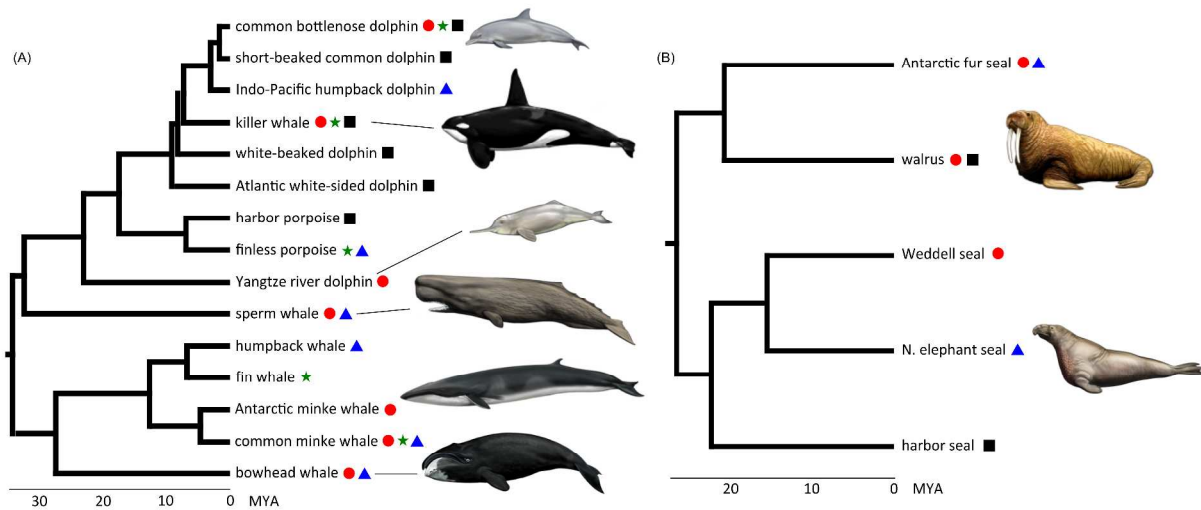 (A)
common bottlenose dolphin
short-beaked common dolphin
Indo-Pacific humpback dolphin
killer whale
white-beaked dolphin
Atlantic white-sided dolphin
harbor porpoise
finless porpoise
Yangtze river dolphin
sperm whale
humpback whale
fin whale
Antarctic minke whale
common minke whale
bowhead whale
30 20 10 0 MYA
(B)
Antarctic fur seal
walrus
Weddell seal
N. elephant seal
harbor seal
20 10 0 MYA